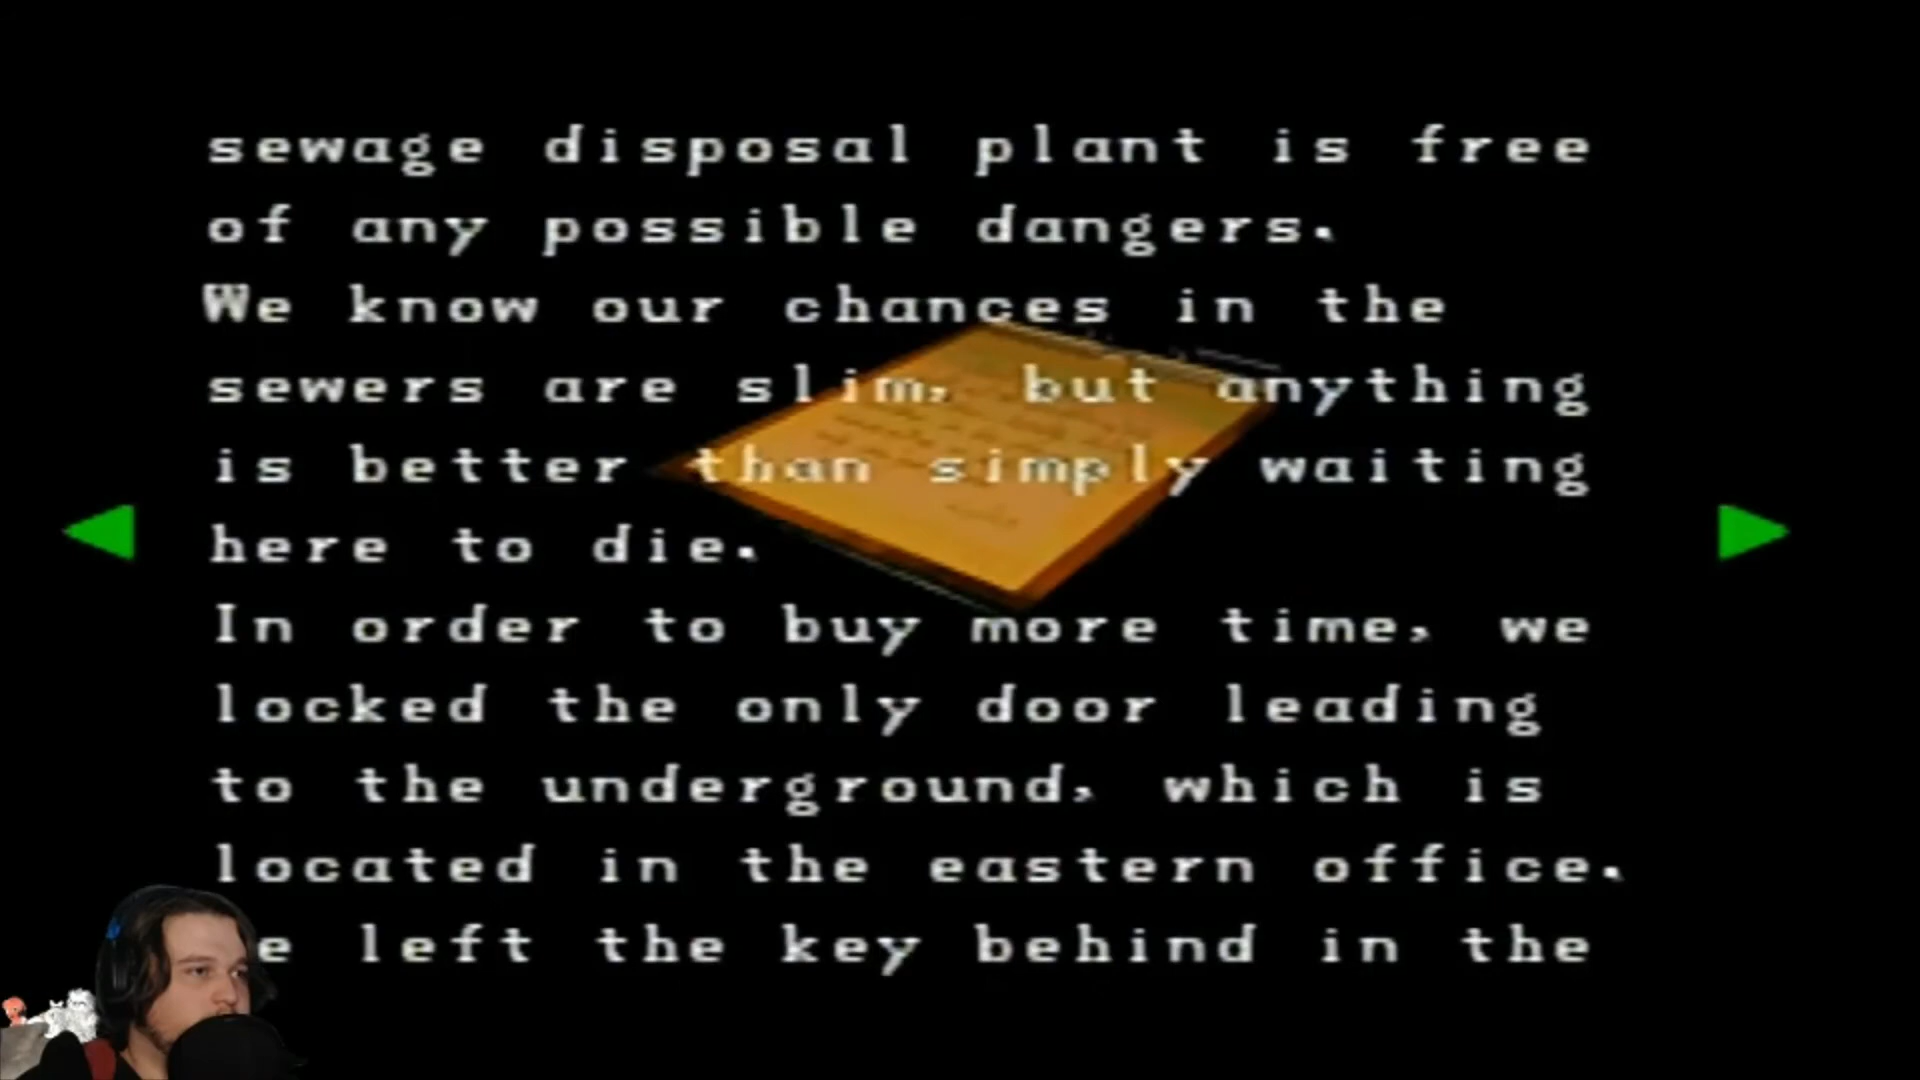 sewage disposal plant is free
of any possible dangers.
We know our chances in the
sewers are slim, but anything
is better than simply waiting
here to die.
In order to buy more time, we
locked the only door leading
to the underground, which is
located in the eastern office.
left the key behind in the